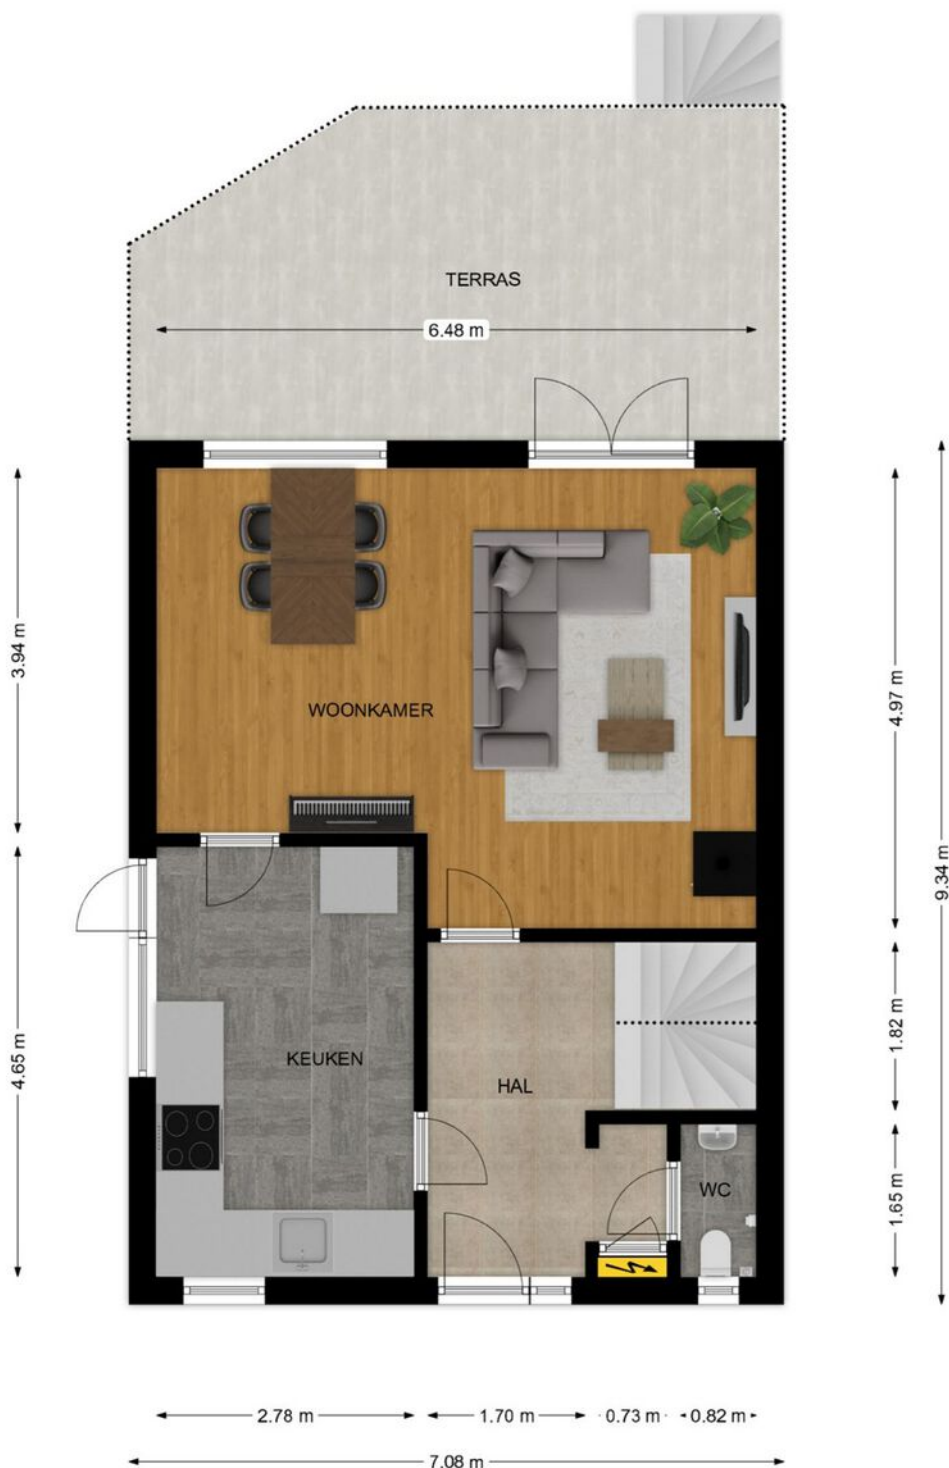 TERRAS
6.48 m
3.94 m
4.97 m
WOONKAMER
9.34 m
4.65 m
1.82 m
KEUKEN
HAL
1.65 m
WC
2.78 m
1.70 m
0.73 m
0.82 m
7.08 m